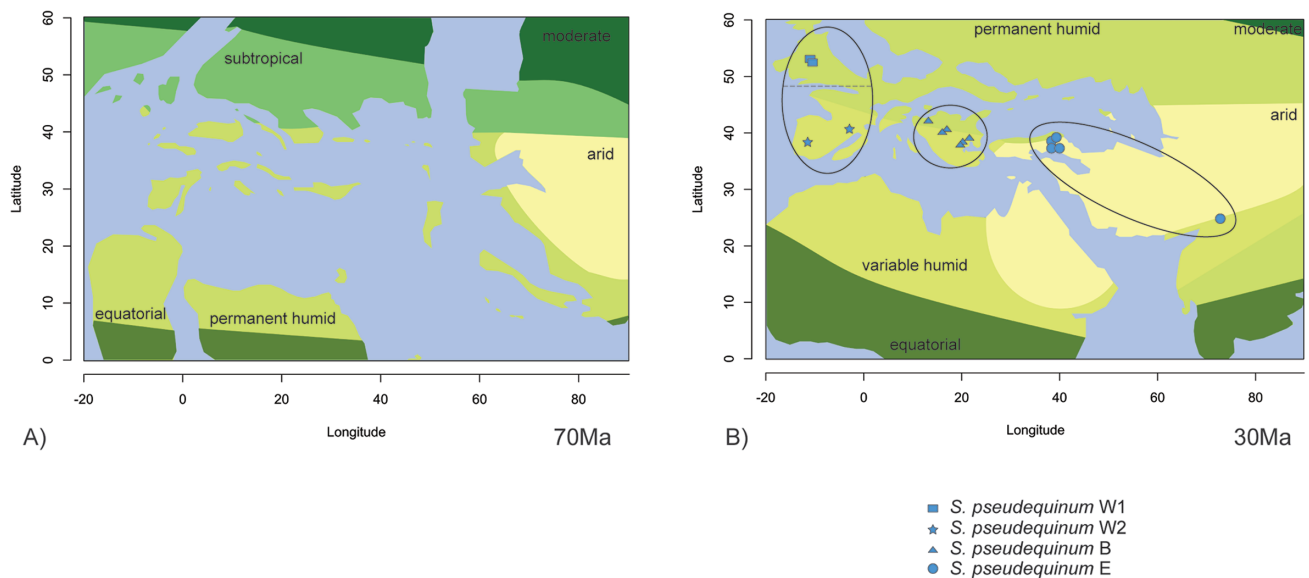 60
50
40
30
20
10
0
Latitude
subtropical
moderate
arid
equatorial
permanent humid
-20
0
20
40
60
80
Longitude
A)
70Ma
60
50
40
30
20
10
0
Latitude
permanent humid
moderate
arid
variable humid
equatorial
-20
0
20
40
60
80
Longitude
B)
30Ma
S. pseudequinum W1
S. pseudequinum W2
S. pseudequinum B
S. pseudequinum E